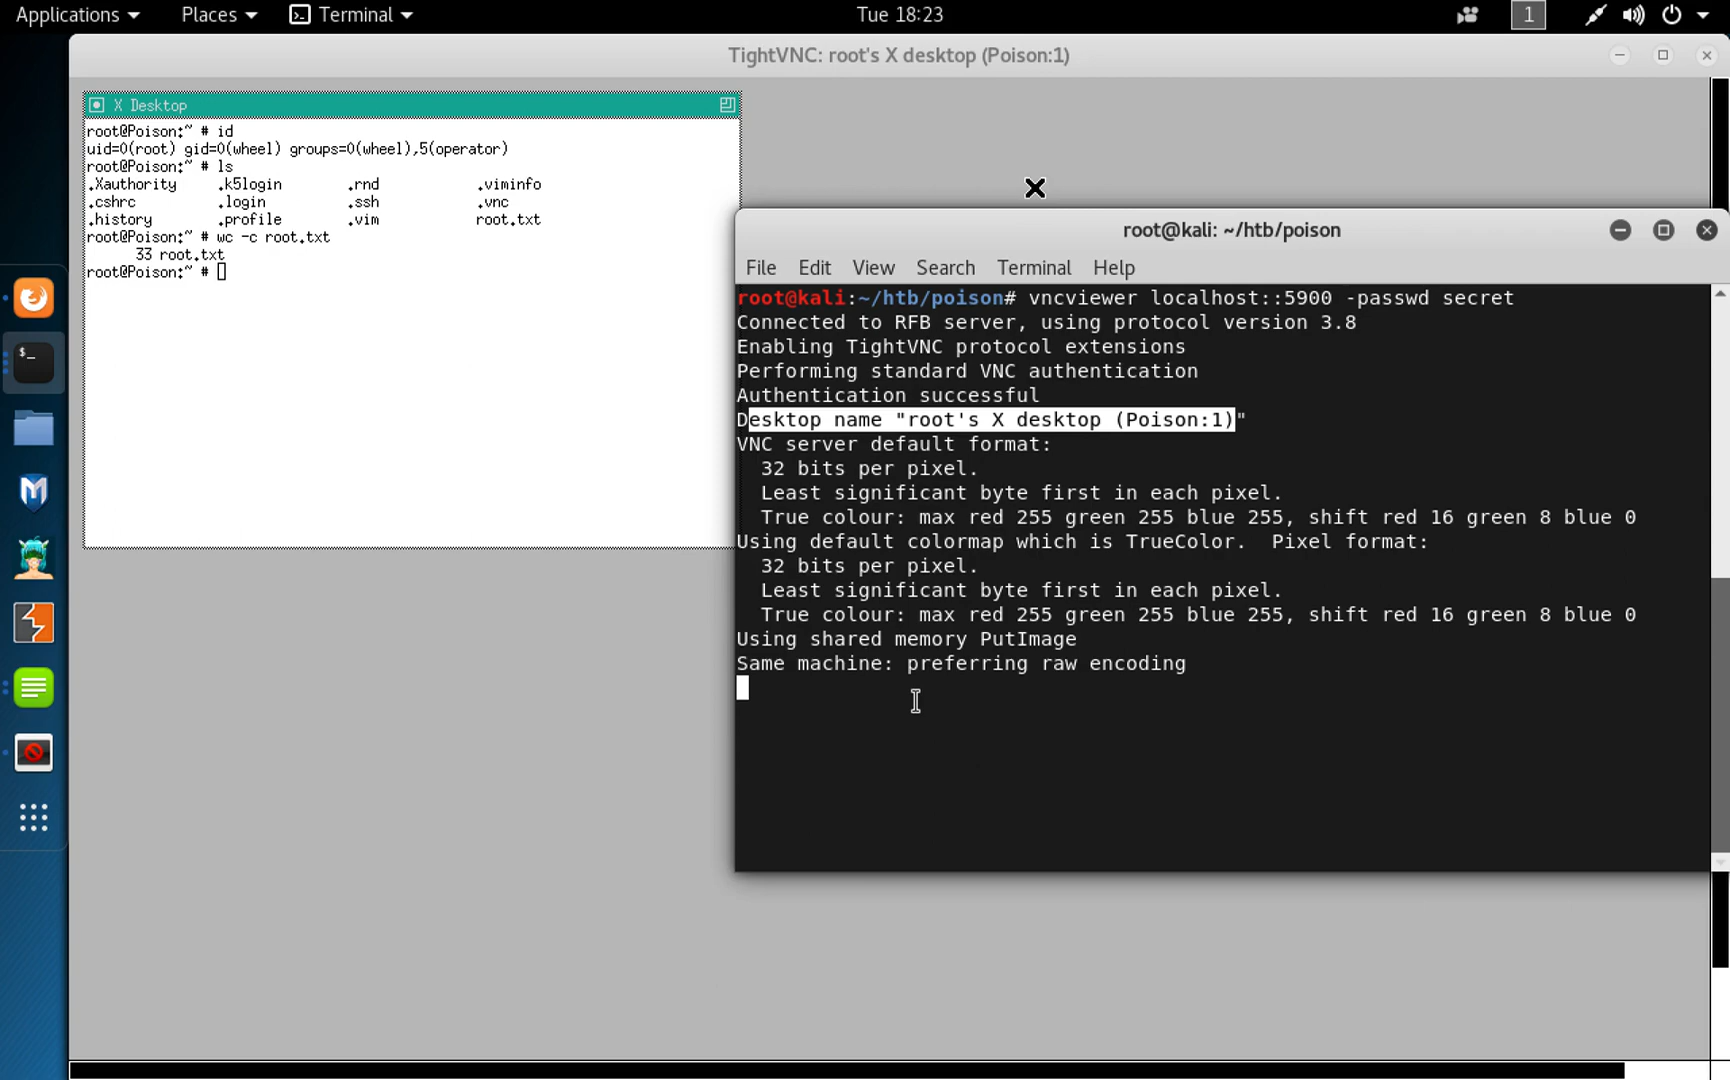 Applications Places Terminal Tue 18:23 1
TightVNC: root's X desktop (Poison:1)
X Desktop
root@Poison:~ # id
uid=0(root) gid=0(wheel) groups=0(wheel),5(operator)
root@Poison:~ # ls
.Xauthority .k5login .rnd .viminfo
.cshrc .login .ssh .vnc
.history .profile .vim root.txt
root@Poison:~ # wc -c root.txt
33 root.txt
root@Poison:~ #
root@kali: ~/htb/poison
File Edit View Search Terminal Help
root@kali:~/htb/poison# vncviewer localhost::5900 -passwd secret
Connected to RFB server, using protocol version 3.8
Enabling TightVNC protocol extensions
Performing standard VNC authentication
Authentication successful
Desktop name "root's X desktop (Poison:1)"
VNC server default format:
32 bits per pixel.
Least significant byte first in each pixel.
True colour: max red 255 green 255 blue 255, shift red 16 green 8 blue 0
Using default colormap which is TrueColor. Pixel format:
32 bits per pixel.
Least significant byte first in each pixel.
True colour: max red 255 green 255 blue 255, shift red 16 green 8 blue 0
Using shared memory PutImage
Same machine: preferring raw encoding